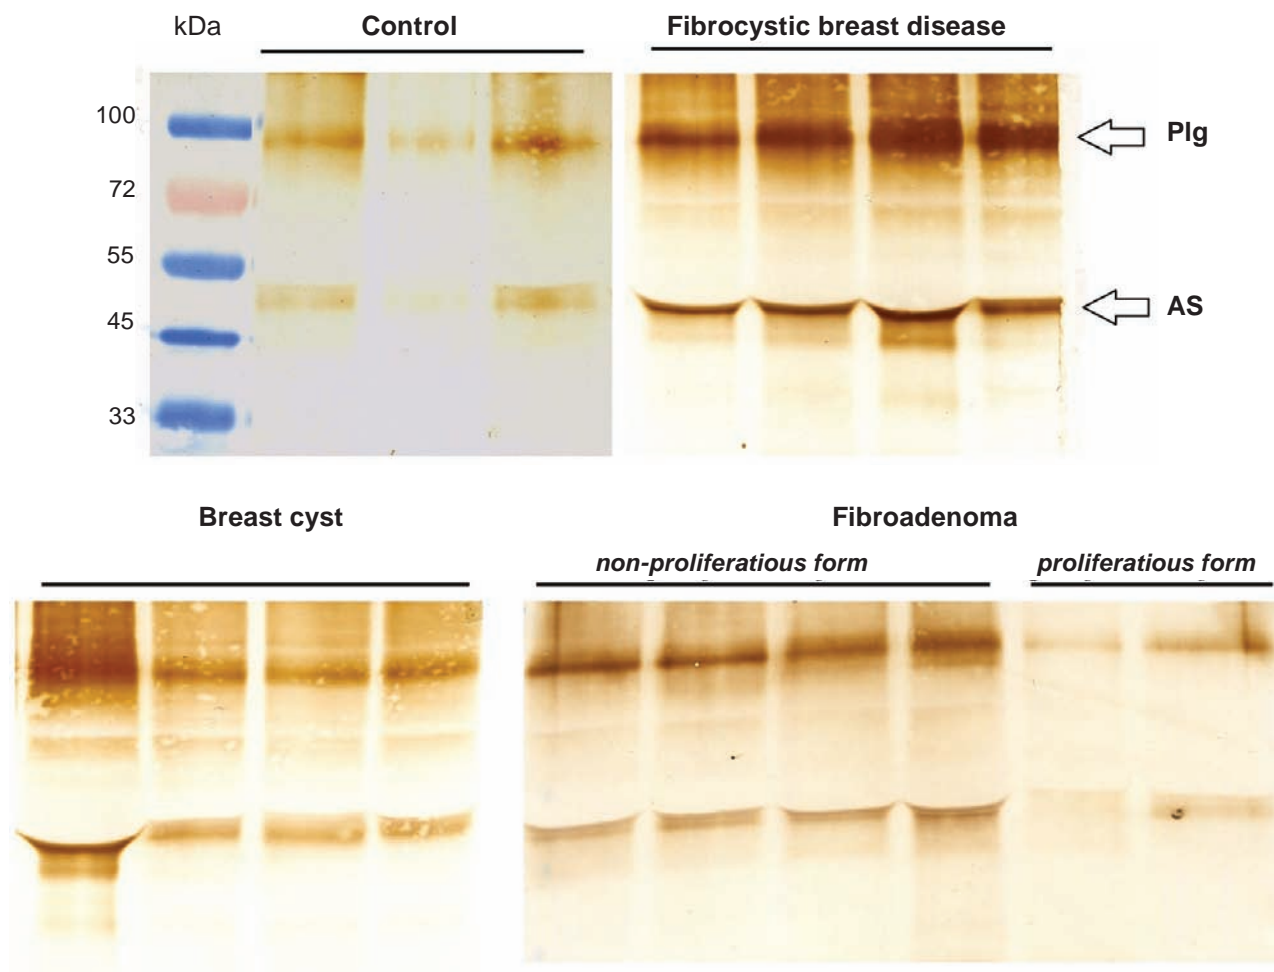 kDa Control Fibrocystic breast disease
100
Plg
72
55
AS
45
33
Breast cyst Fibroadenoma
non-proliferatious form proliferatious form